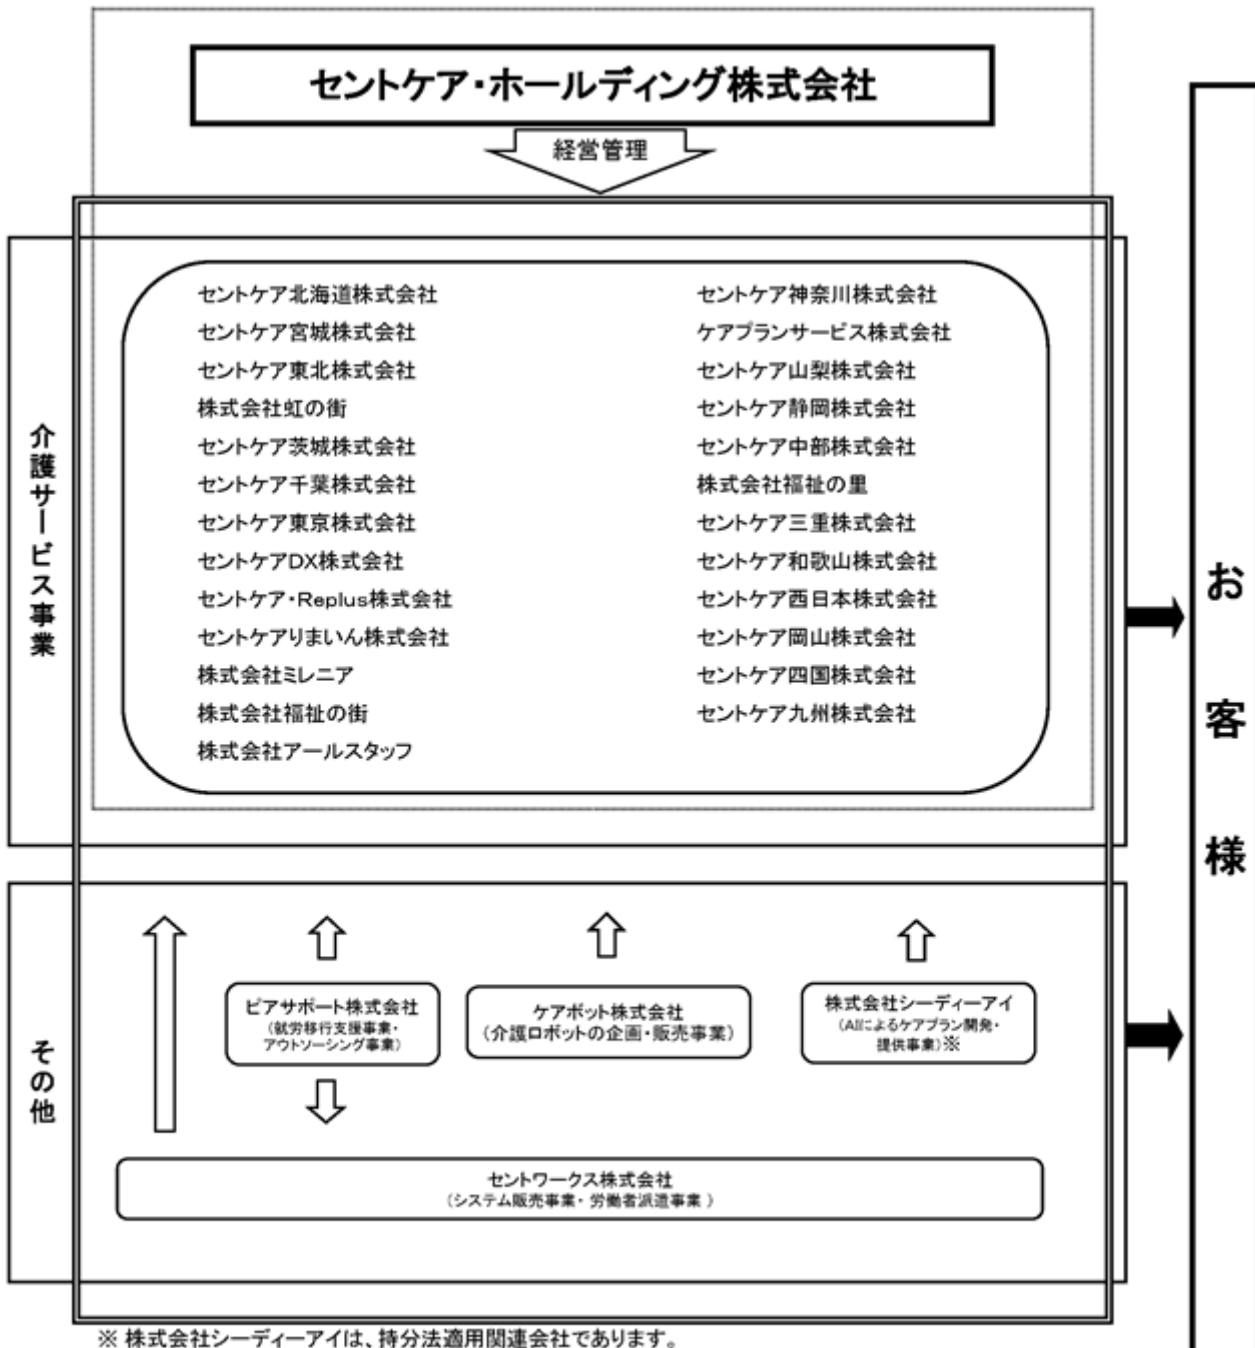 セントケア・ホールディング株式会社
経営管理
介護サービス事業
セントケア北海道株式会社
セントケア宮城株式会社
セントケア東北株式会社
株式会社虹の街
セントケア茨城株式会社
セントケア千葉株式会社
セントケア東京株式会社
セントケアDX株式会社
セントケア・Replus株式会社
セントケアりまいん株式会社
株式会社ミレニア
株式会社福祉の街
株式会社アールスタッフ
セントケア神奈川株式会社
ケアプランサービス株式会社
セントケア山梨株式会社
セントケア静岡株式会社
セントケア中部株式会社
株式会社福祉の里
セントケア三重株式会社
セントケア和歌山株式会社
セントケア西日本株式会社
セントケア岡山株式会社
セントケア四国株式会社
セントケア九州株式会社
その他
ピアサポート株式会社
(就労移行支援事業・
アウトソーシング事業)
ケアボット株式会社
(介護ロボットの企画・販売事業)
株式会社シーディーアイ
(AIによるケアプラン開発・
提供事業)※
セントワークス株式会社
(システム販売事業・労働者派遣事業)
お客様
※ 株式会社シーディーアイは、持分法適用関連会社であります。